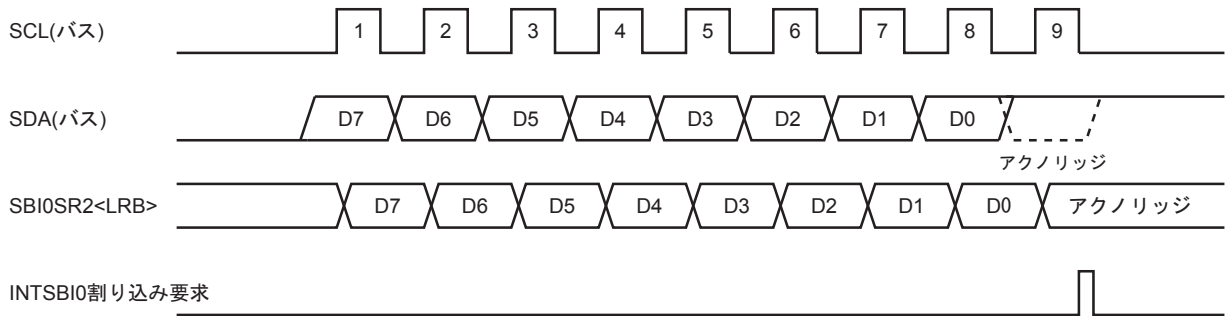 SCL(バス) 1 2 3 4 5 6 7 8 9
SDA(バス) D7 D6 D5 D4 D3 D2 D1 D0
アクノリッジ
SBI0SR2<LRB> D7 D6 D5 D4 D3 D2 D1 D0 アクノリッジ
INTSBI0割り込み要求